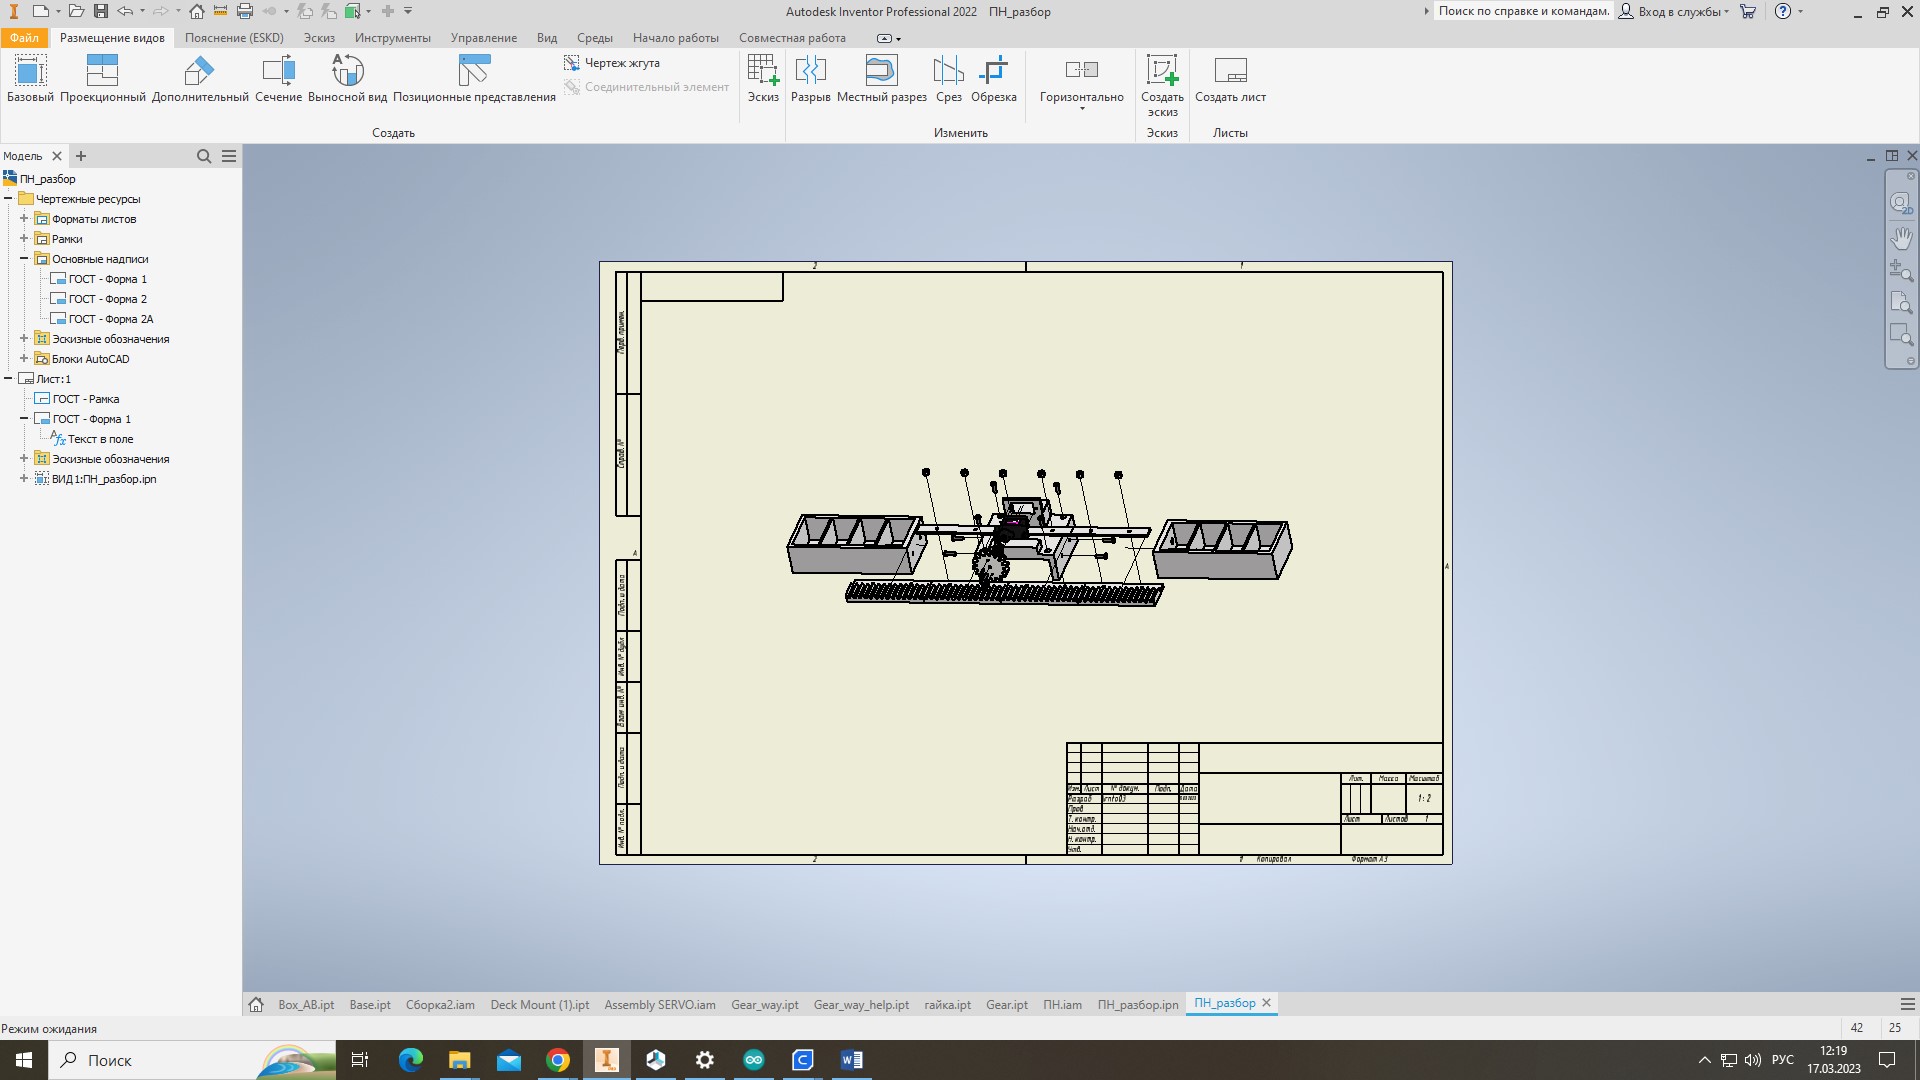 Autodesk Inventor Professional 2022 ПН_разбор
Поиск по справке и командам.
Вход в службы
Файл
Размещение видов
Пояснение (ESKD)
Эскиз
Инструменты
Управление
Вид
Среды
Начало работы
Совместная работа
Базовый
Проекционный
Дополнительный
Сечение
Выносной вид
Позиционные представления
Чертеж жгута
Соединительный элемент
Создать
Эскиз
Разрыв
Местный разрез
Срез
Обрезка
Изменить
Горизонтально
Создать эскиз
Эскиз
Создать лист
Листы
Модель
ПН_разбор
Чертежные ресурсы
Форматы листов
Рамки
Основные надписи
ГОСТ - Форма 1
ГОСТ - Форма 2
ГОСТ - Форма 2А
Эскизные обозначения
Блоки AutoCAD
Лист:1
ГОСТ - Рамка
ГОСТ - Форма 1
Текст в поле
Эскизные обозначения
ВИД1:ПН_разбор.ipn
2
1
Перв. примен.
Справ. №
А
А
Подп. и дата
Инв. № дубл.
Взам. инв. №
Подп. и дата
Инв. № подл.
Изм. Лист № докум. Подп. Дата
Разраб
Пров
Т. контр.
Нач.отд.
Н. контр.
Утв.
Лит. Масса Масштаб
1:2
Лист Листов 1
2
Копировал
Формат А3
Box_AB.ipt
Base.ipt
Сборка2.iam
Deck Mount (1).ipt
Assembly SERVO.iam
Gear_way.ipt
Gear_way_help.ipt
гайка.ipt
Gear.ipt
ПН.iam
ПН_разбор.ipn
ПН_разбор
Режим ожидания
42
25
Поиск
РУС
12:19
17.03.2023